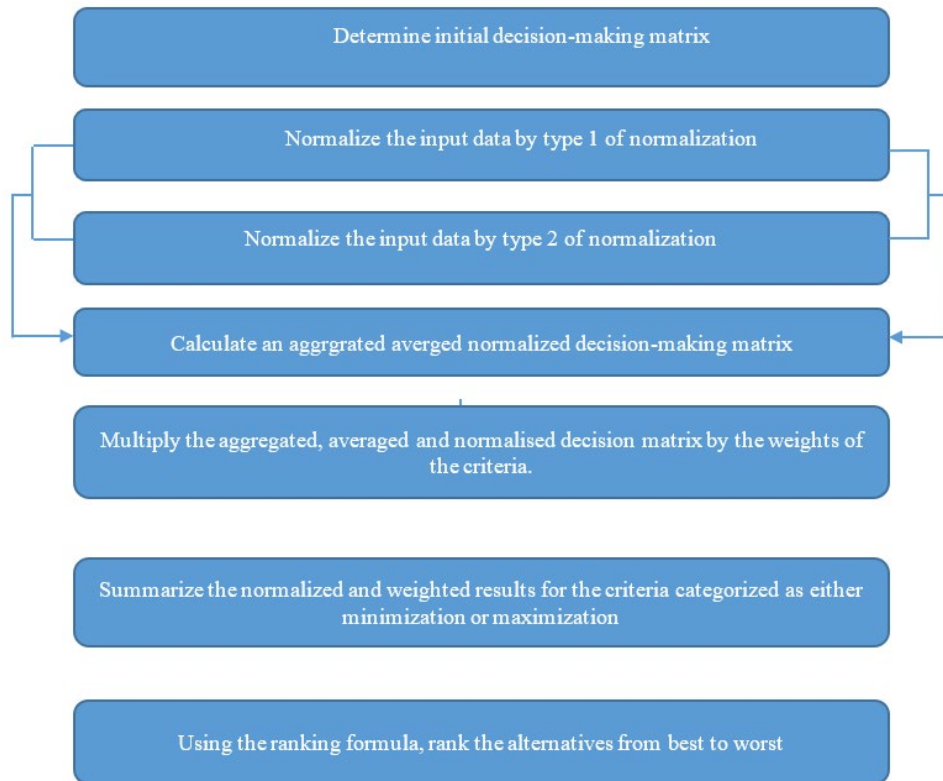 Determine initial decision-making matrix
Normalize the input data by type 1 of normalization
Normalize the input data by type 2 of normalization
Calculate an aggrgrated averged normalized decision-making matrix
Multiply the aggregated, averaged and normalised decision matrix by the weights of
the criteria.
Summarize the normalized and weighted results for the criteria categorized as either
minimization or maximization
Using the ranking formula, rank the alternatives from best to worst